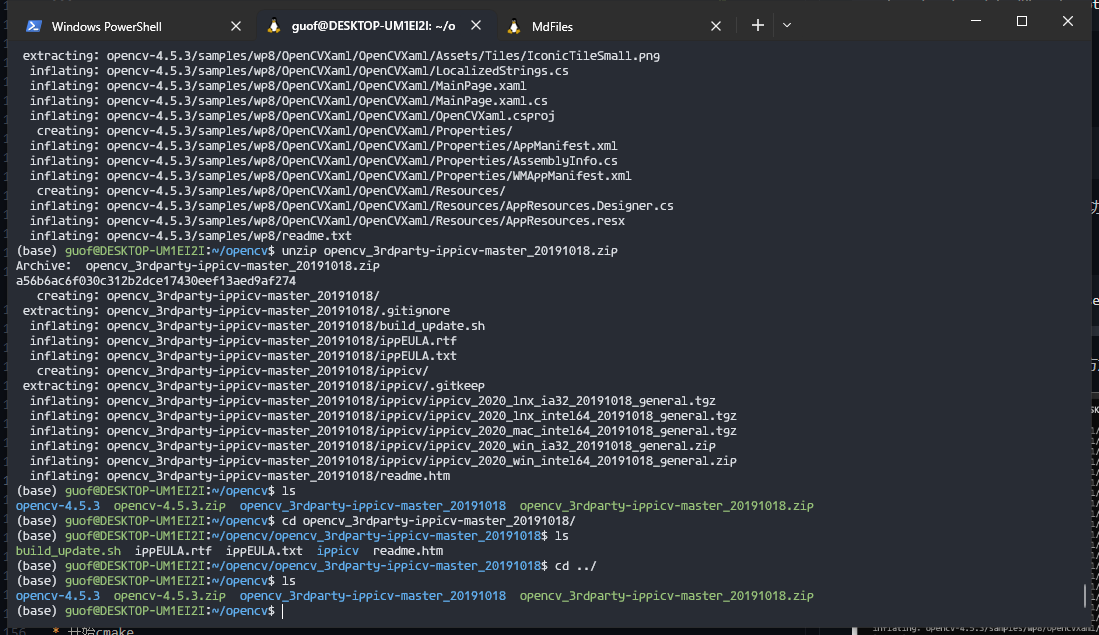 Windows PowerShell
guof@DESKTOP-UM1EI2I: ~/o
MdFiles
extracting: opencv-4.5.3/samples/wp8/OpenCVXaml/OpenCVXaml/Assets/Tiles/IconicTileSmall.png
inflating: opencv-4.5.3/samples/wp8/OpenCVXaml/OpenCVXaml/LocalizedStrings.cs
inflating: opencv-4.5.3/samples/wp8/OpenCVXaml/OpenCVXaml/MainPage.xaml
inflating: opencv-4.5.3/samples/wp8/OpenCVXaml/OpenCVXaml/MainPage.xaml.cs
inflating: opencv-4.5.3/samples/wp8/OpenCVXaml/OpenCVXaml/OpenCVXaml.csproj
creating: opencv-4.5.3/samples/wp8/OpenCVXaml/OpenCVXaml/Properties/
inflating: opencv-4.5.3/samples/wp8/OpenCVXaml/OpenCVXaml/Properties/AppManifest.xml
inflating: opencv-4.5.3/samples/wp8/OpenCVXaml/OpenCVXaml/Properties/AssemblyInfo.cs
inflating: opencv-4.5.3/samples/wp8/OpenCVXaml/OpenCVXaml/Properties/WMAppManifest.xml
creating: opencv-4.5.3/samples/wp8/OpenCVXaml/OpenCVXaml/Resources/
inflating: opencv-4.5.3/samples/wp8/OpenCVXaml/OpenCVXaml/Resources/AppResources.Designer.cs
inflating: opencv-4.5.3/samples/wp8/OpenCVXaml/OpenCVXaml/Resources/AppResources.resx
inflating: opencv-4.5.3/samples/wp8/readme.txt
(base) guof@DESKTOP-UM1EI2I:~/opencv$ unzip opencv_3rdparty-ippicv-master_20191018.zip
Archive:  opencv_3rdparty-ippicv-master_20191018.zip
a56b6ac6f030c312b2dce17430eef13aed9af274
creating: opencv_3rdparty-ippicv-master_20191018/
extracting: opencv_3rdparty-ippicv-master_20191018/.gitignore
inflating: opencv_3rdparty-ippicv-master_20191018/build_update.sh
inflating: opencv_3rdparty-ippicv-master_20191018/ippEULA.rtf
inflating: opencv_3rdparty-ippicv-master_20191018/ippEULA.txt
creating: opencv_3rdparty-ippicv-master_20191018/ippicv/
extracting: opencv_3rdparty-ippicv-master_20191018/ippicv/.gitkeep
inflating: opencv_3rdparty-ippicv-master_20191018/ippicv/ippicv_2020_lnx_ia32_20191018_general.tgz
inflating: opencv_3rdparty-ippicv-master_20191018/ippicv/ippicv_2020_lnx_intel64_20191018_general.tgz
inflating: opencv_3rdparty-ippicv-master_20191018/ippicv/ippicv_2020_mac_intel64_20191018_general.tgz
inflating: opencv_3rdparty-ippicv-master_20191018/ippicv/ippicv_2020_win_ia32_20191018_general.zip
inflating: opencv_3rdparty-ippicv-master_20191018/ippicv/ippicv_2020_win_intel64_20191018_general.zip
inflating: opencv_3rdparty-ippicv-master_20191018/readme.htm
(base) guof@DESKTOP-UM1EI2I:~/opencv$ ls
opencv-4.5.3  opencv-4.5.3.zip  opencv_3rdparty-ippicv-master_20191018  opencv_3rdparty-ippicv-master_20191018.zip
(base) guof@DESKTOP-UM1EI2I:~/opencv$ cd opencv_3rdparty-ippicv-master_20191018/
(base) guof@DESKTOP-UM1EI2I:~/opencv/opencv_3rdparty-ippicv-master_20191018$ ls
build_update.sh  ippEULA.rtf  ippEULA.txt  ippicv  readme.htm
(base) guof@DESKTOP-UM1EI2I:~/opencv/opencv_3rdparty-ippicv-master_20191018$ cd ../
(base) guof@DESKTOP-UM1EI2I:~/opencv$ ls
opencv-4.5.3  opencv-4.5.3.zip  opencv_3rdparty-ippicv-master_20191018  opencv_3rdparty-ippicv-master_20191018.zip
(base) guof@DESKTOP-UM1EI2I:~/opencv$
* 开始cmake